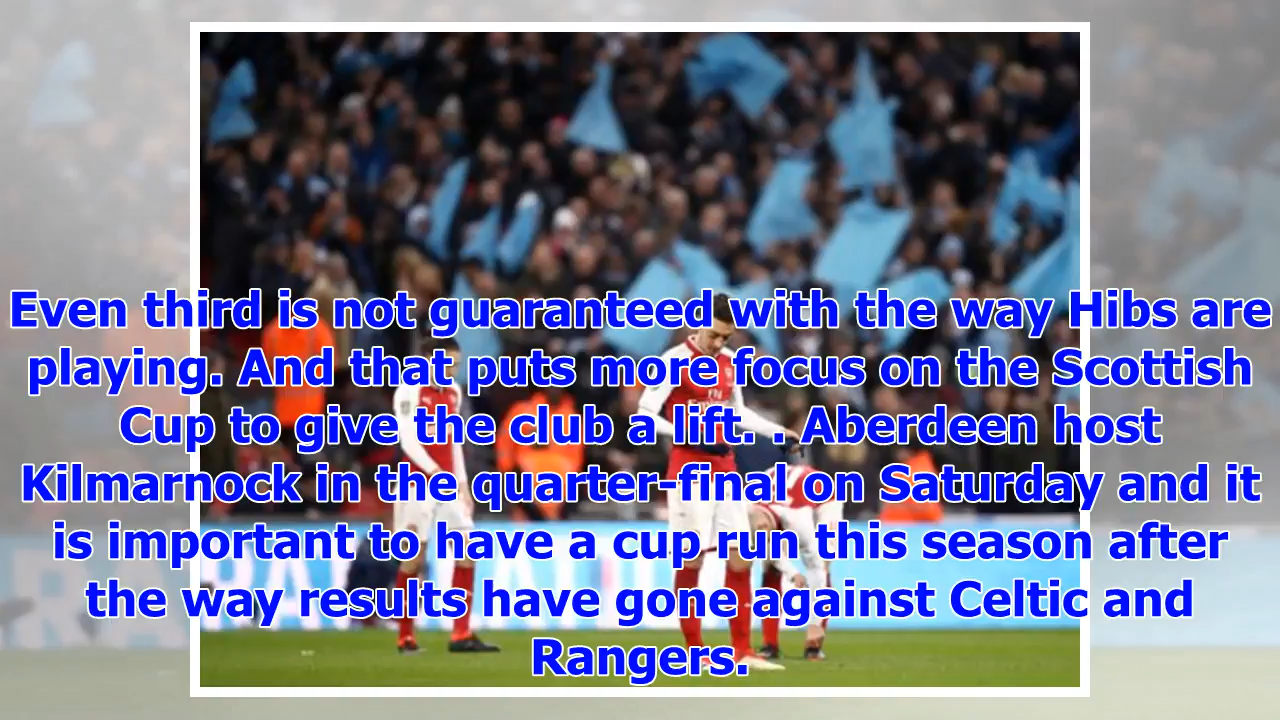 Even third is not guaranteed with the way Hibs are
playing. And that puts more focus on the Scottish
Cup to give the club a lift. . Aberdeen host
Kilmarnock in the quarter-final on Saturday and it
is important to have a cup run this season after
the way results have gone against Celtic and
Rangers.